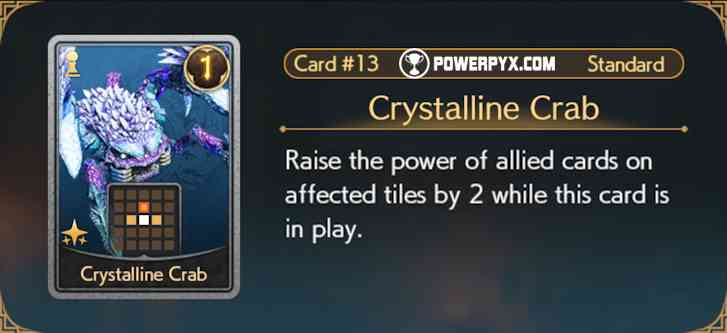 1
Card #13
POWERPYX.COM
Standard
Crystalline Crab
Raise the power of allied cards on
affected tiles by 2 while this card is
in play.
Crystalline Crab